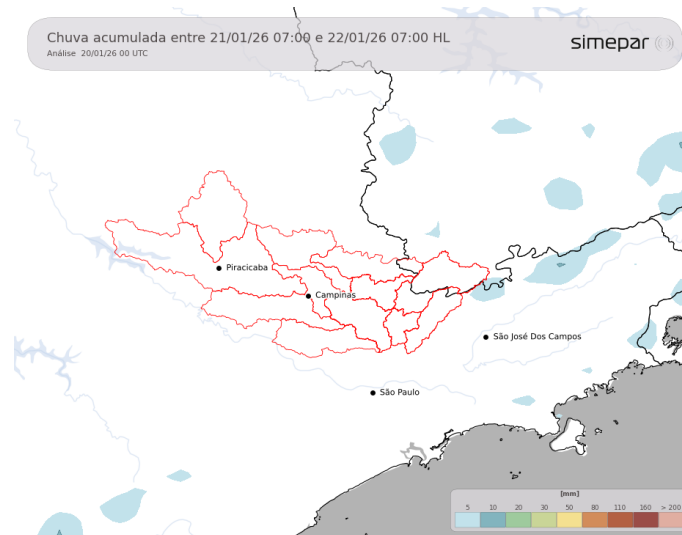 Chuva acumulada entre 21/01/26 07:00 e 22/01/26 07:00 HL
Análise 20/01/26 00 UTC
simepar
Piracicaba
Campinas
São José Dos Campos
São Paulo
[mm]
5 10 20 30 50 80 110 160 > 200